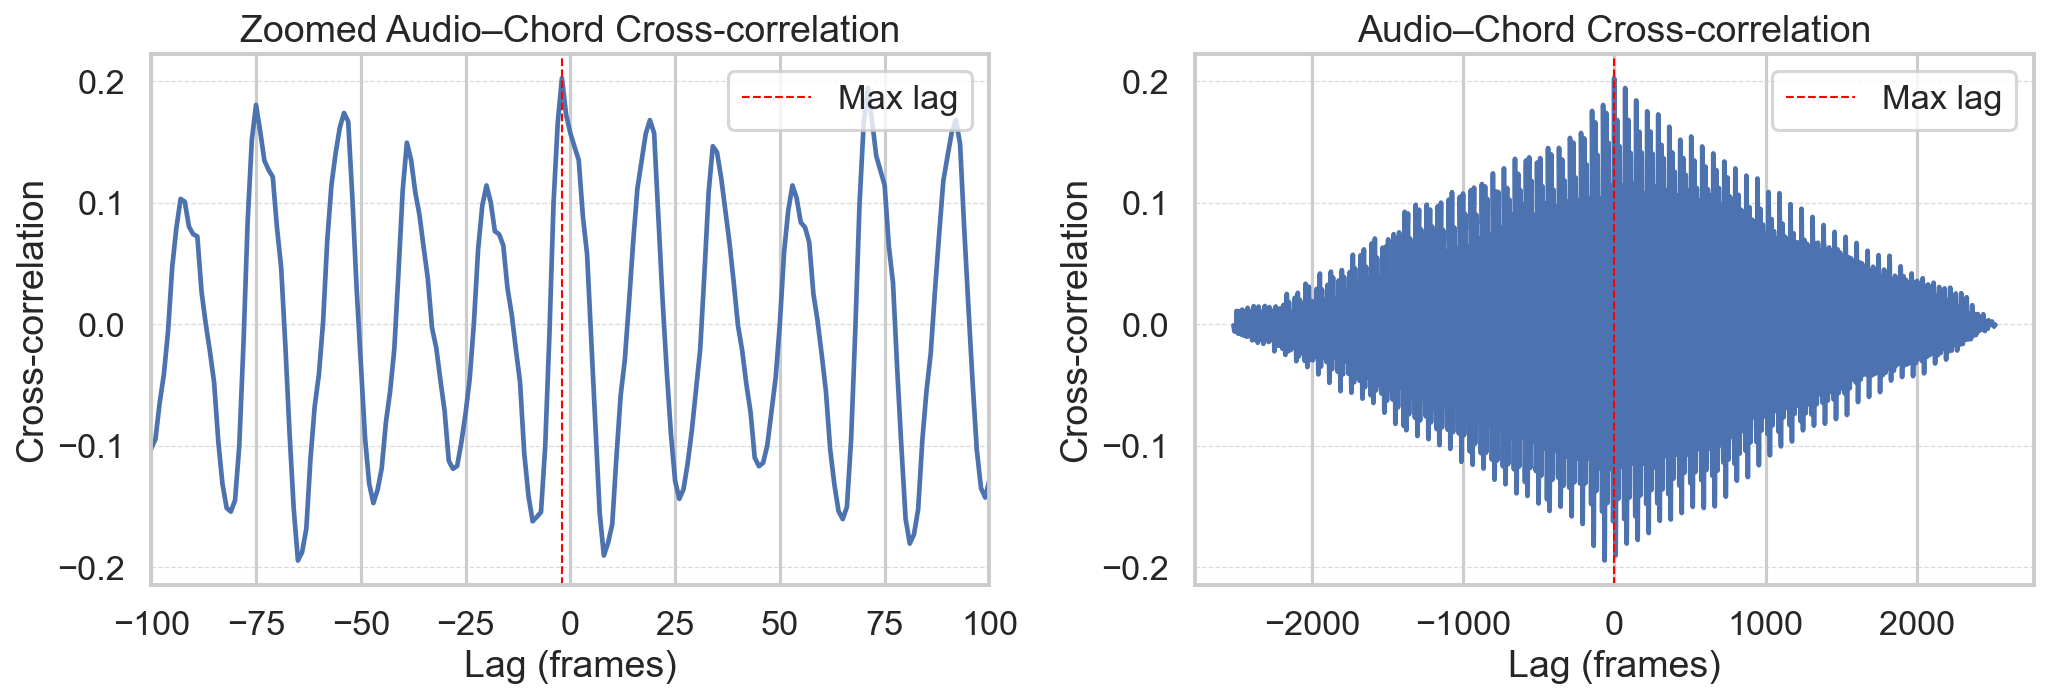 Zoomed Audio–Chord Cross-correlation
Cross-correlation
0.2
0.1
0.0
−0.1
−0.2
Max lag
−100 −75 −50 −25 0 25 50 75 100
Lag (frames)
Audio–Chord Cross-correlation
Cross-correlation
0.2
0.1
0.0
−0.1
−0.2
Max lag
−2000 −1000 0 1000 2000
Lag (frames)